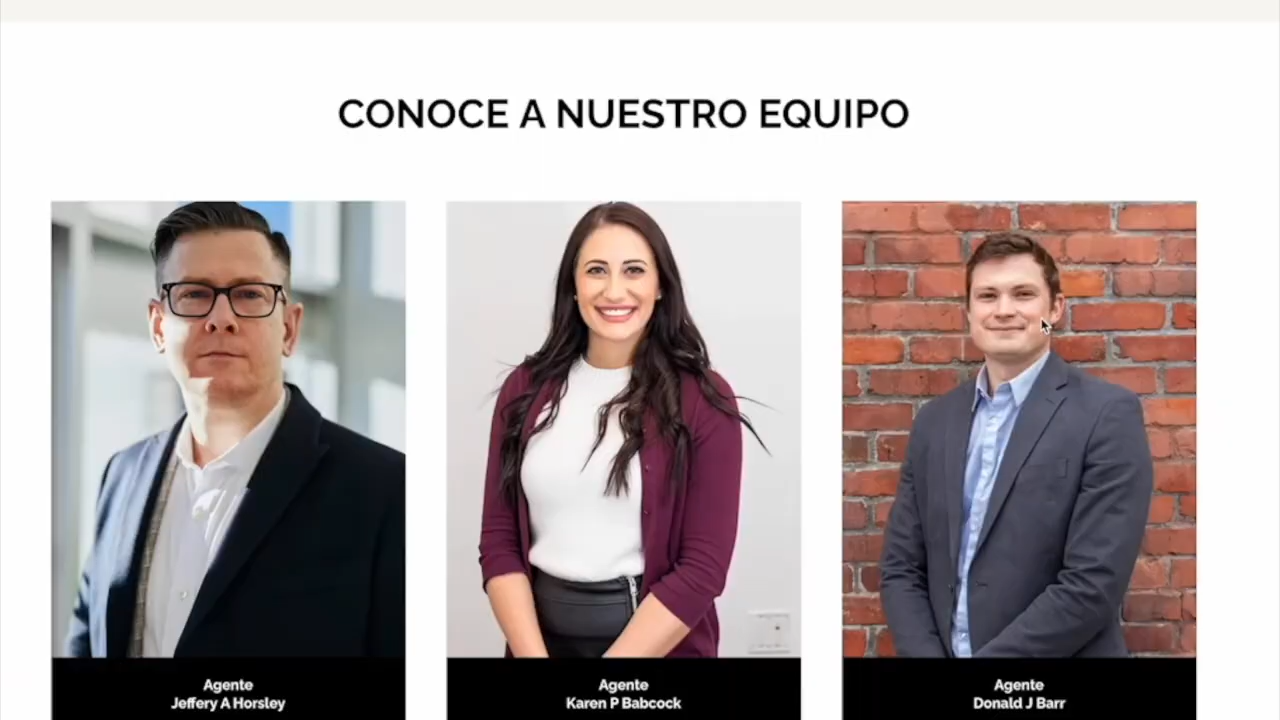 CONOCE A NUESTRO EQUIPO
Agente
Jeffery A Horsley
Agente
Karen P Babcock
Agente
Donald J Barr